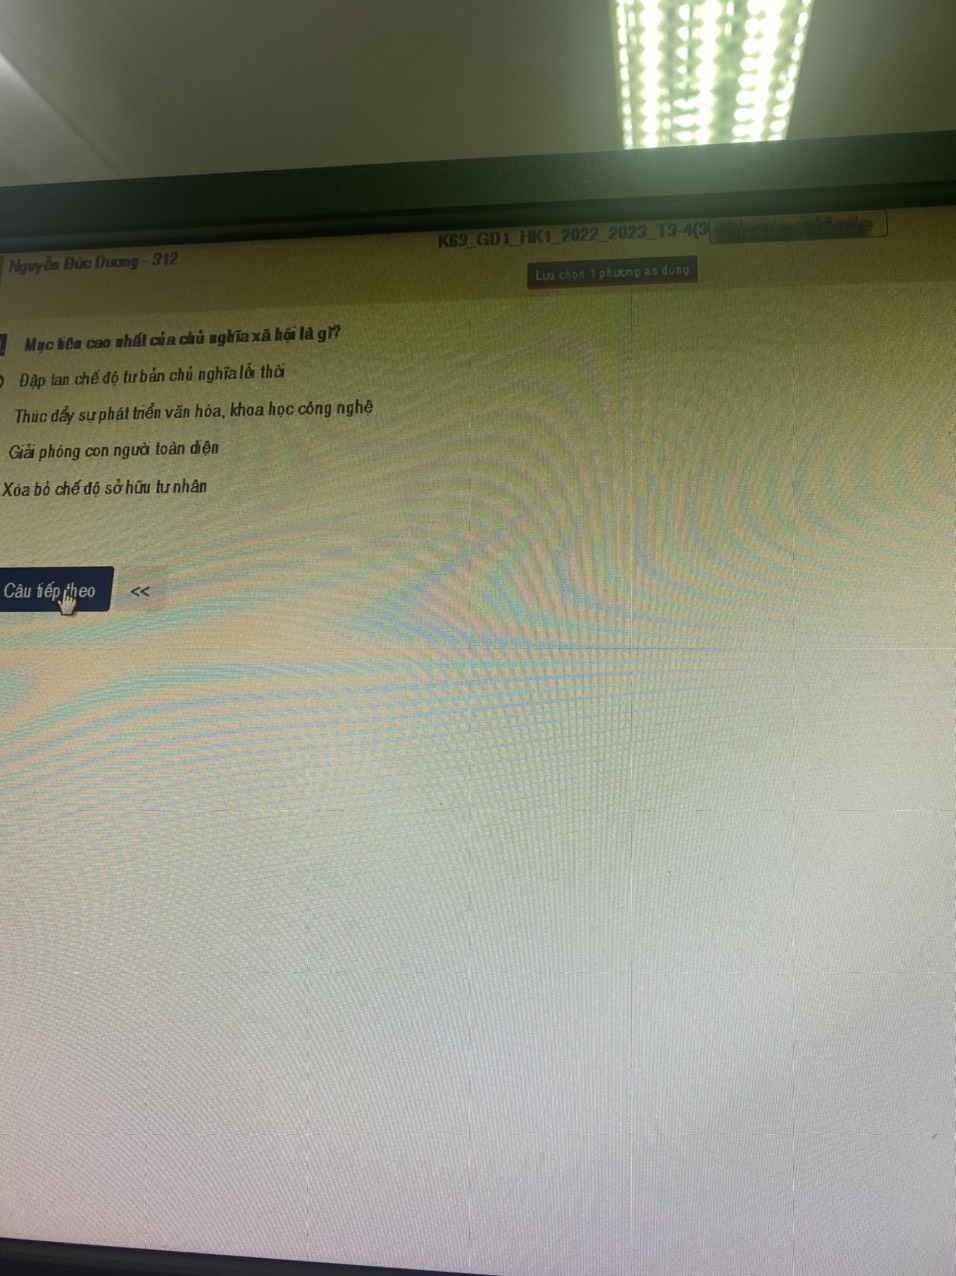 Nguyễn Đức Dương - 312
K69_GD1_HK1_2022_2023_T3-4(3
Lựa chọn 1 phương án đúng
Mục tiêu cao nhất của chủ nghĩa xã hội là gì?
Đập tan chế độ tư bản chủ nghĩa lỗi thời
Thúc đẩy sự phát triển văn hóa, khoa học công nghê
Giải phóng con người toàn diện
Xóa bỏ chế độ sở hữu tư nhân
Câu tiếp theo <<